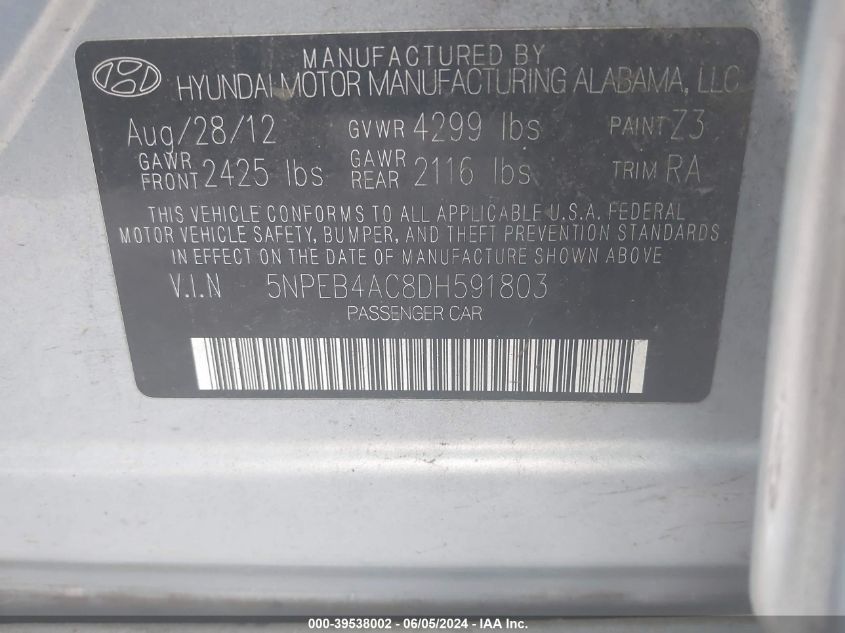 MANUFACTURED BY
HYUNDAI MOTOR MANUFACTURING ALABAMA, LLC
Aug/28/12 GVWR 4299 lbs PAINT Z3
GAWR FRONT 2425 lbs GAWR REAR 2116 lbs TRIM RA
THIS VEHICLE CONFORMS TO ALL APPLICABLE U.S.A. FEDERAL
MOTOR VEHICLE SAFETY, BUMPER, AND THEFT PREVENTION STANDARDS
IN EFFECT ON THE DATE OF MANUFACTURE SHOWN ABOVE
V.I.N 5NPEB4AC8DH591803
PASSENGER CAR
000-39538002 - 06/05/2024 - IAA Inc.